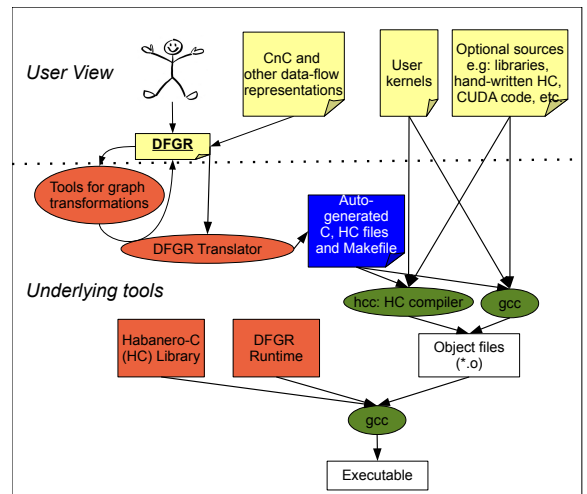 User View
CnC and
other data-flow
representations
User
kernels
Optional sources
e.g: libraries,
hand-written HC,
CUDA code, etc.
DFGR
Tools for graph
transformations
DFGR Translator
Auto-
generated
C, HC files
and Makefile
Underlying tools
hcc: HC compiler
gcc
Habanero-C
(HC) Library
DFGR
Runtime
Object files
(*.o)
gcc
Executable